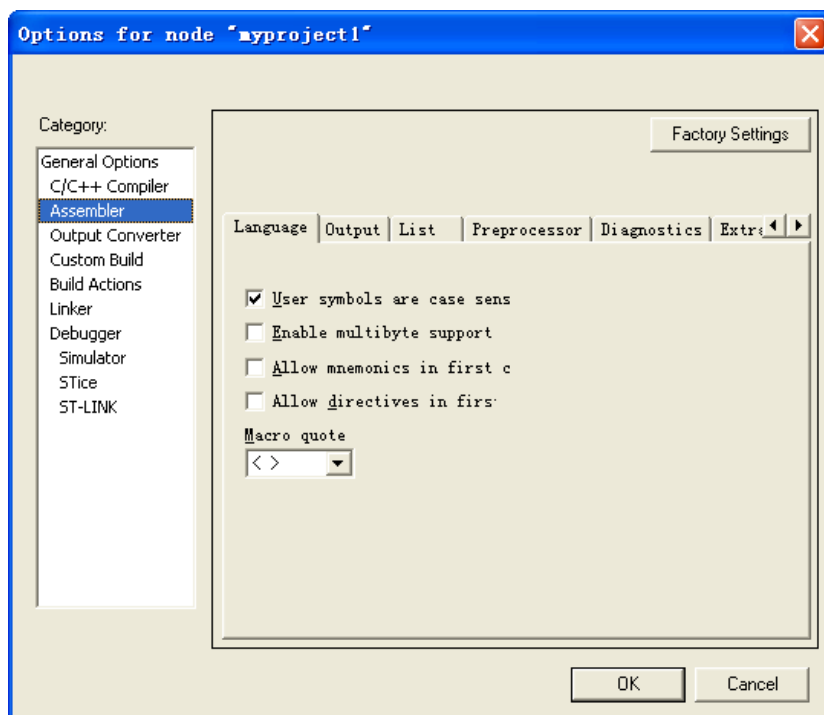 Options for node "myproject1"
Category:
Factory Settings
General Options
C/C++ Compiler
Assembler
Output Converter
Custom Build
Build Actions
Linker
Debugger
Simulator
STice
ST-LINK
Language Output List Preprocessor Diagnostics Extra
User symbols are case sens
Enable multibyte support
Allow mnemonics in first c
Allow directives in firs
Macro quote
< >
OK Cancel